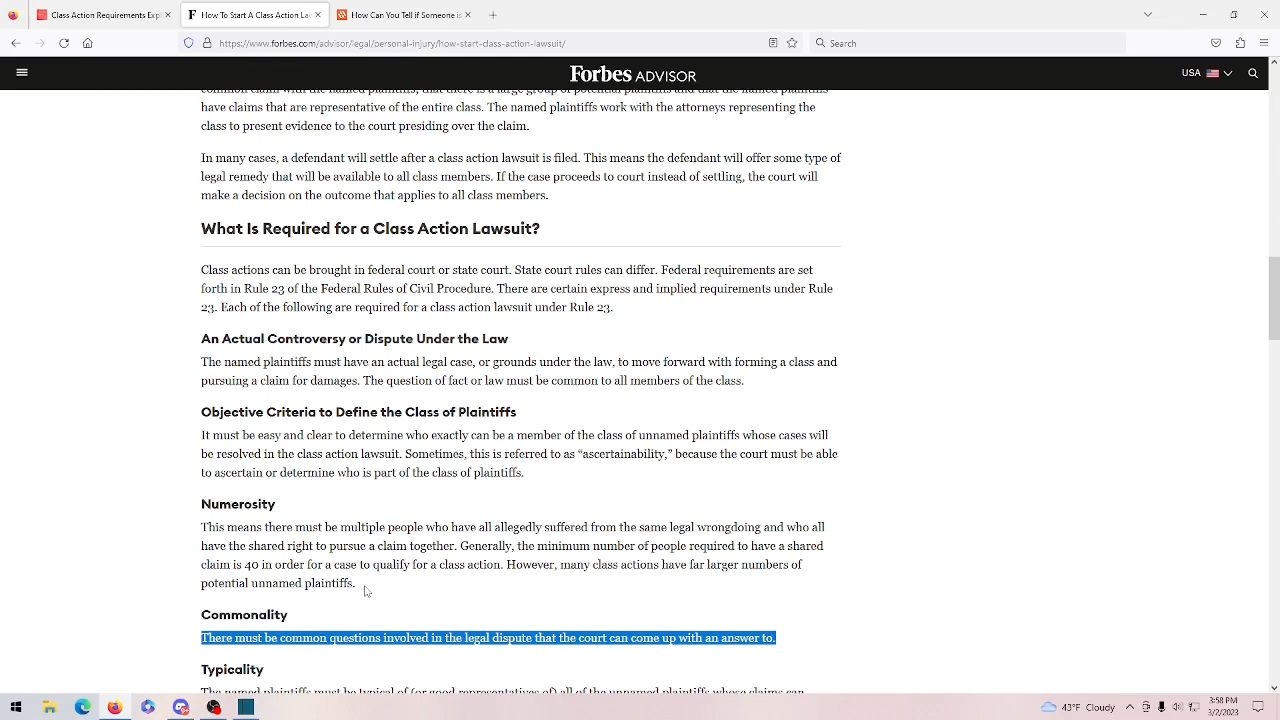 Class Action Requirements Exp
How To Start A Class Action La
How Can You Tell if Someone is
https://www.forbes.com/advisor/legal/personal-injury/how-start-class-action-lawsuit/
Search
Forbes ADVISOR
USA
common claim with the named plaintiffs, that there is a large group of potential plaintiffs and that the named plaintiffs
have claims that are representative of the entire class. The named plaintiffs work with the attorneys representing the
class to present evidence to the court presiding over the claim.
In many cases, a defendant will settle after a class action lawsuit is filed. This means the defendant will offer some type of
legal remedy that will be available to all class members. If the case proceeds to court instead of settling, the court will
make a decision on the outcome that applies to all class members.
What Is Required for a Class Action Lawsuit?
Class actions can be brought in federal court or state court. State court rules can differ. Federal requirements are set
forth in Rule 23 of the Federal Rules of Civil Procedure. There are certain express and implied requirements under Rule
23. Each of the following are required for a class action lawsuit under Rule 23.
An Actual Controversy or Dispute Under the Law
The named plaintiffs must have an actual legal case, or grounds under the law, to move forward with forming a class and
pursuing a claim for damages. The question of fact or law must be common to all members of the class.
Objective Criteria to Define the Class of Plaintiffs
It must be easy and clear to determine who exactly can be a member of the class of unnamed plaintiffs whose cases will
be resolved in the class action lawsuit. Sometimes, this is referred to as “ascertainability,” because the court must be able
to ascertain or determine who is part of the class of plaintiffs.
Numerosity
This means there must be multiple people who have all allegedly suffered from the same legal wrongdoing and who all
have the shared right to pursue a claim together. Generally, the minimum number of people required to have a shared
claim is 40 in order for a case to qualify for a class action. However, many class actions have far larger numbers of
potential unnamed plaintiffs.
Commonality
There must be common questions involved in the legal dispute that the court can come up with an answer to.
Typicality
The named plaintiffs must be typical of (or good representatives of) all of the unnamed plaintiffs whose claims can
43°F Cloudy
3:58 PM
3/2/2023